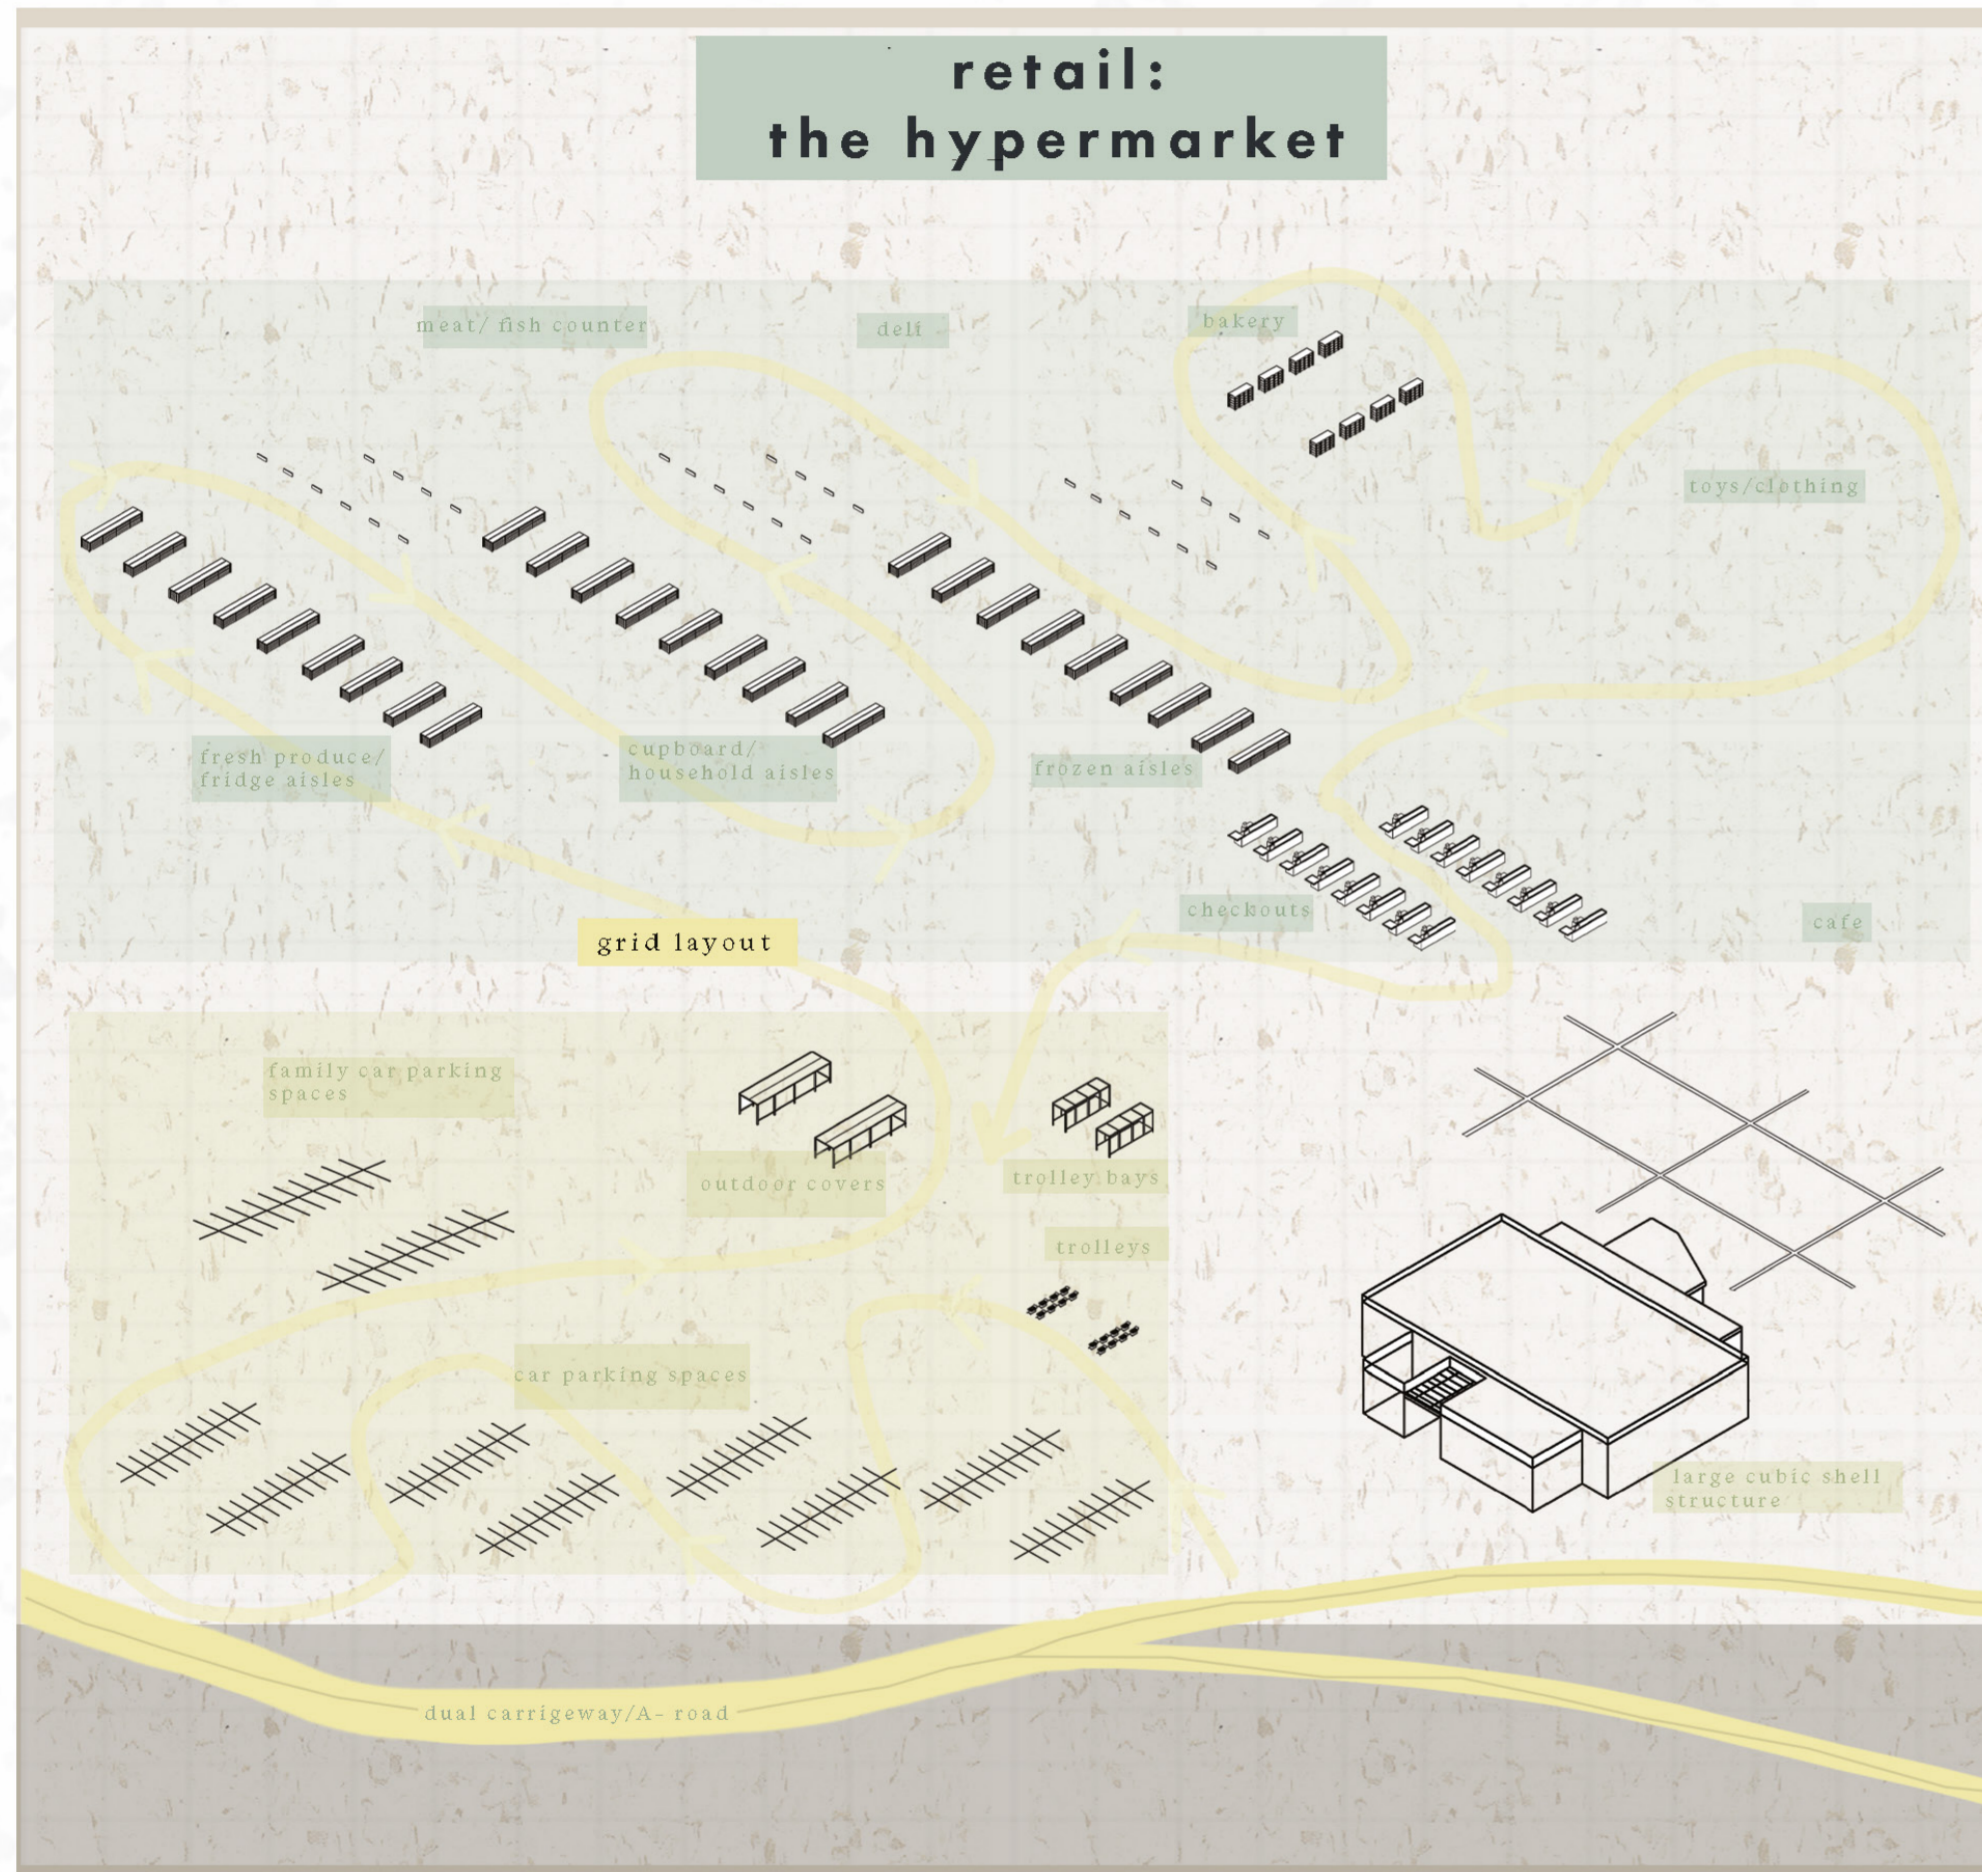 retail:
the hypermarket
meat/ fish counter
deli
bakery
toys/clothing
fresh produce/
fridge aisles
cupboard/
household aisles
frozen aisles
checkouts
cafe
grid layout
family car parking
spaces
outdoor covers
trolley bays
trolleys
car parking spaces
large cubic shell
structure
dual carrigeway/A- road